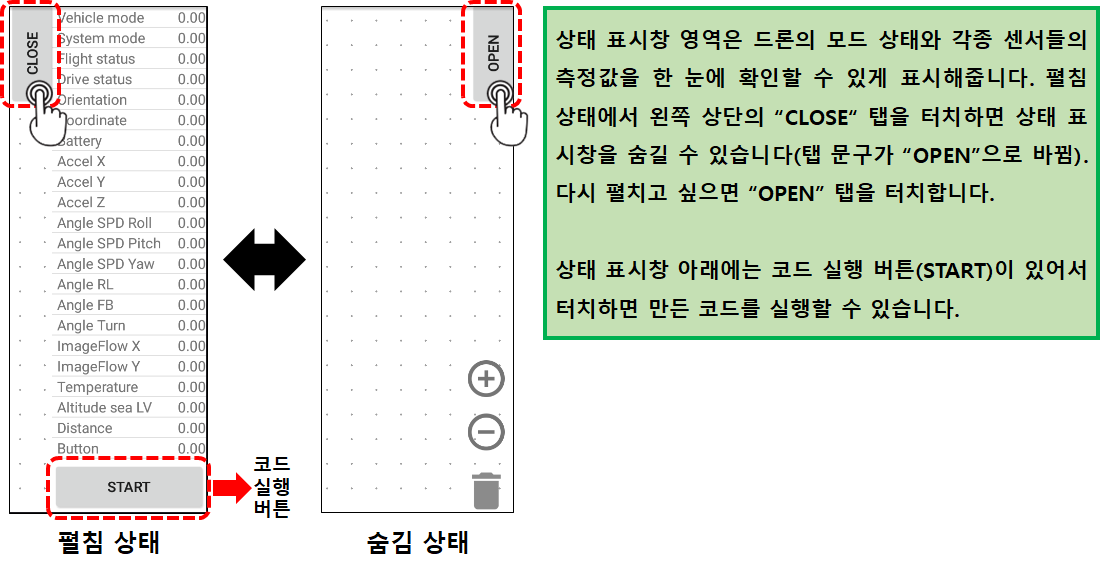 CLOSE
Vehicle mode 0.00
System mode 0.00
Flight status 0.00
Drive status 0.00
Orientation 0.00
Coordinate 0.00
Battery 0.00
Accel X 0.00
Accel Y 0.00
Accel Z 0.00
Angle SPD Roll 0.00
Angle SPD Pitch 0.00
Angle SPD Yaw 0.00
Angle RL 0.00
Angle FB 0.00
Angle Turn 0.00
ImageFlow X 0.00
ImageFlow Y 0.00
Temperature 0.00
Altitude sea LV 0.00
Distance 0.00
Button 0.00
START
코드
실행
버튼
펼침 상태
OPEN
숨김 상태
상태 표시창 영역은 드론의 모드 상태와 각종 센서들의
측정값을 한 눈에 확인할 수 있게 표시해줍니다. 펼침
상태에서 왼쪽 상단의 “CLOSE“ 탭을 터치하면 상태 표
시창을 숨길 수 있습니다(탭 문구가 “OPEN”으로 바뀜).
다시 펼치고 싶으면 “OPEN” 탭을 터치합니다.
상태 표시창 아래에는 코드 실행 버튼(START)이 있어서
터치하면 만든 코드를 실행할 수 있습니다.